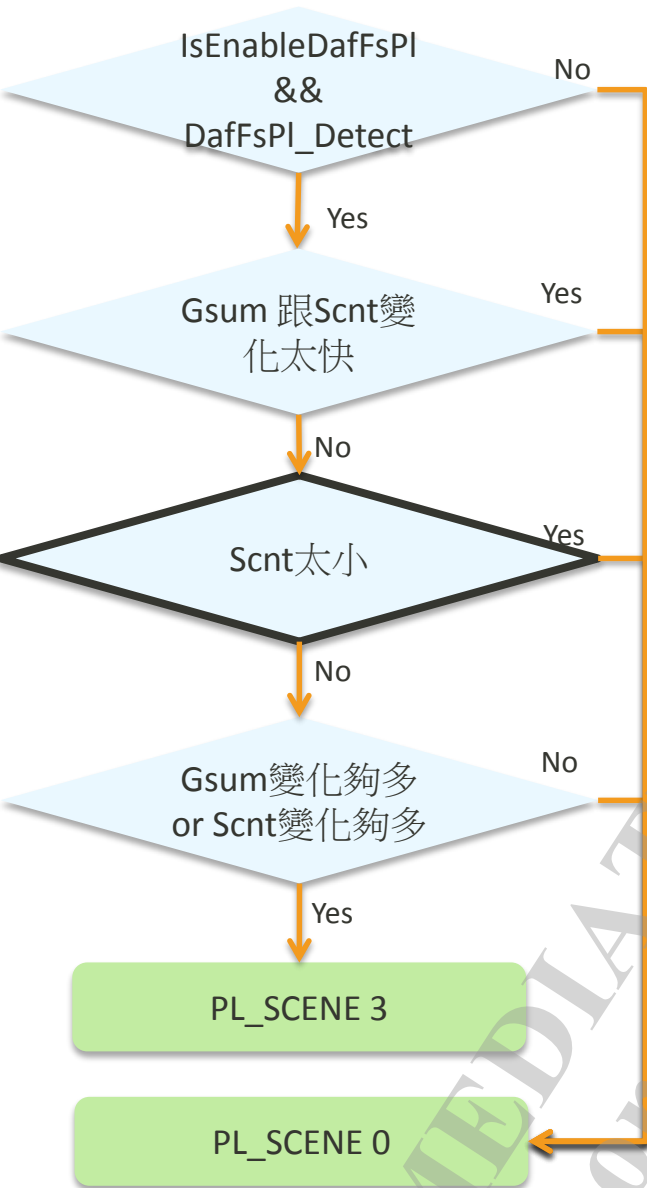 IsEnableDafFsPl
&&
DafFsPl_Detect
No
Yes
Gsum 跟Scnt變
化太快
Yes
No
Scnt太小
Yes
No
Gsum變化夠多
or Scnt變化夠多
No
Yes
PL_SCENE 3
PL_SCENE 0